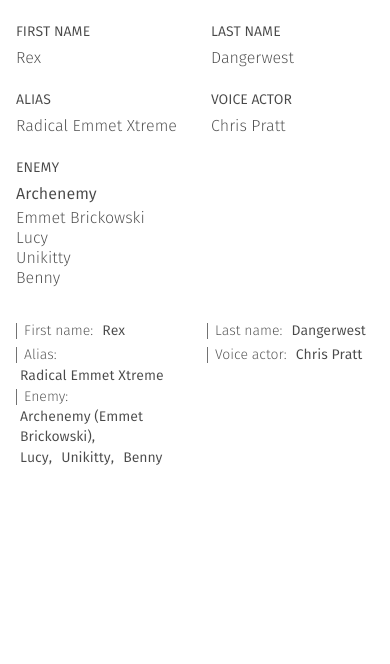 FIRST NAME LAST NAME
Rex Dangerwest
ALIAS VOICE ACTOR
Radical Emmet Xtreme Chris Pratt
ENEMY
Archenemy
Emmet Brickowski
Lucy
Unikitty
Benny
First name: Rex Last name: Dangerwest
Alias: Voice actor: Chris Pratt
Radical Emmet Xtreme
Enemy:
Archenemy (Emmet
Brickowski),
Lucy, Unikitty, Benny